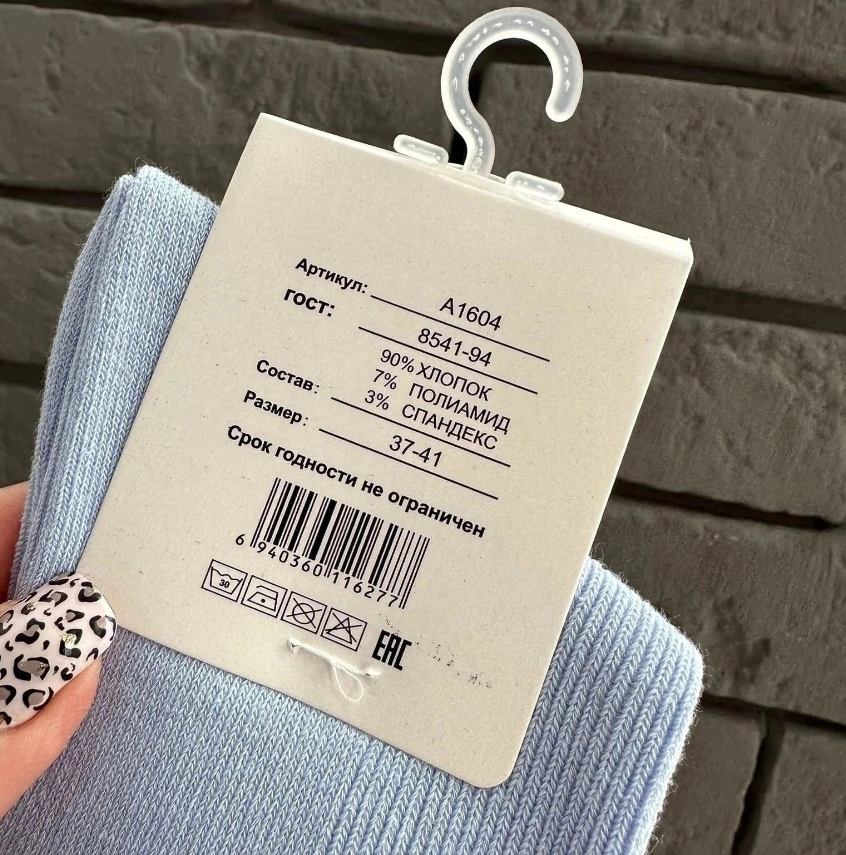 Артикул: А1604
гост: 8541-94
90% ХЛОПОК
7% ПОЛИАМИД
Состав: 3% СПАНДЕКС
Размер: 37-41
Срок годности не ограничен
6 940360 116277
30
EAC